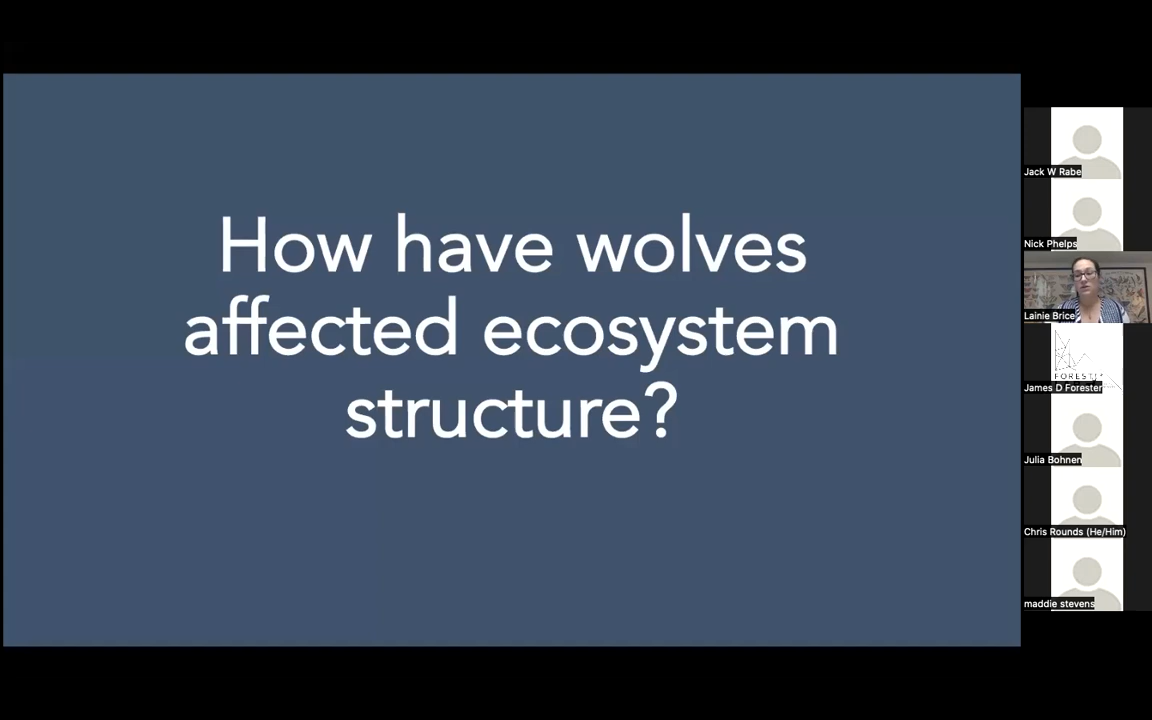 How have wolves
affected ecosystem
structure?
Jack W Rabe
Nick Phelps
Lainie Brice
FOREST
James D Forester
Julia Bohnen
Chris Rounds (He/Him)
maddie stevens